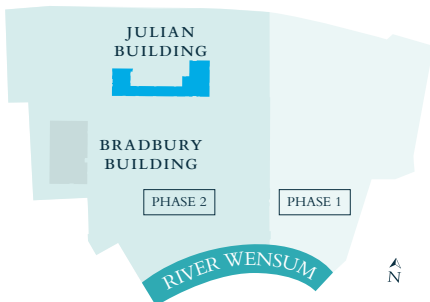 JULIAN
BUILDING
BRADBURY
BUILDING
PHASE 2
PHASE 1
RIVER WENSUM
N